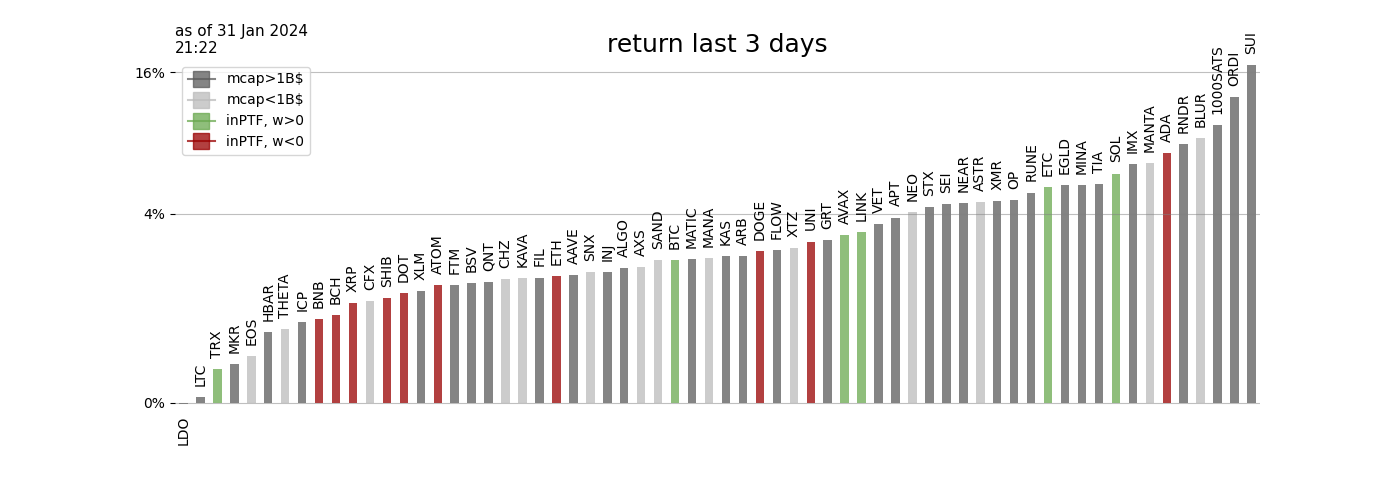 as of 31 Jan 2024
21:22
return last 3 days
mcap>1B$
mcap<1B$
inPTF, w>0
inPTF, w<0
16%
4%
0%
LDO
LTC
TRX
MKR
EOS
HBAR
THETA
ICP
BNB
BCH
XRP
CFX
SHIB
DOT
XLM
ATOM
FTM
BSV
QNT
CHZ
KAVA
FIL
ETH
AAVE
SNX
INJ
ALGO
AXS
SAND
BTC
MATIC
MANA
KAS
ARB
DOGE
FLOW
XTZ
UNI
GRT
AVAX
LINK
VET
APT
NEO
STX
SEI
NEAR
ASTR
XMR
OP
RUNE
ETC
EGLD
MINA
TIA
SOL
IMX
MANTA
ADA
RNDR
BLUR
1000SATS
ORDI
SUI